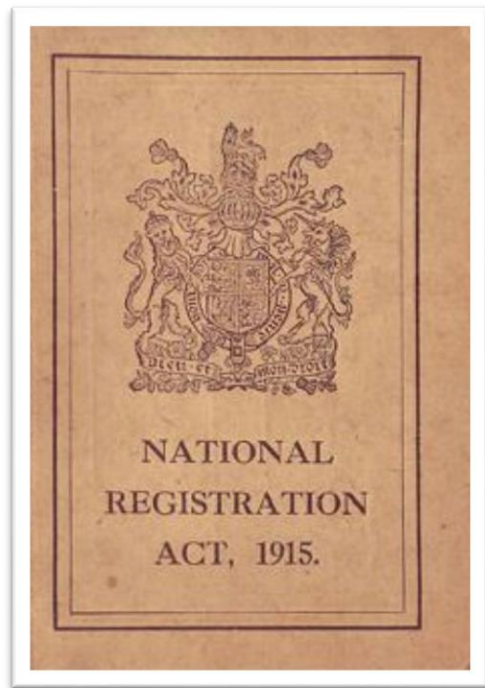 DIEU·ET MON·DROIT
NATIONAL
REGISTRATION
ACT, 1915.